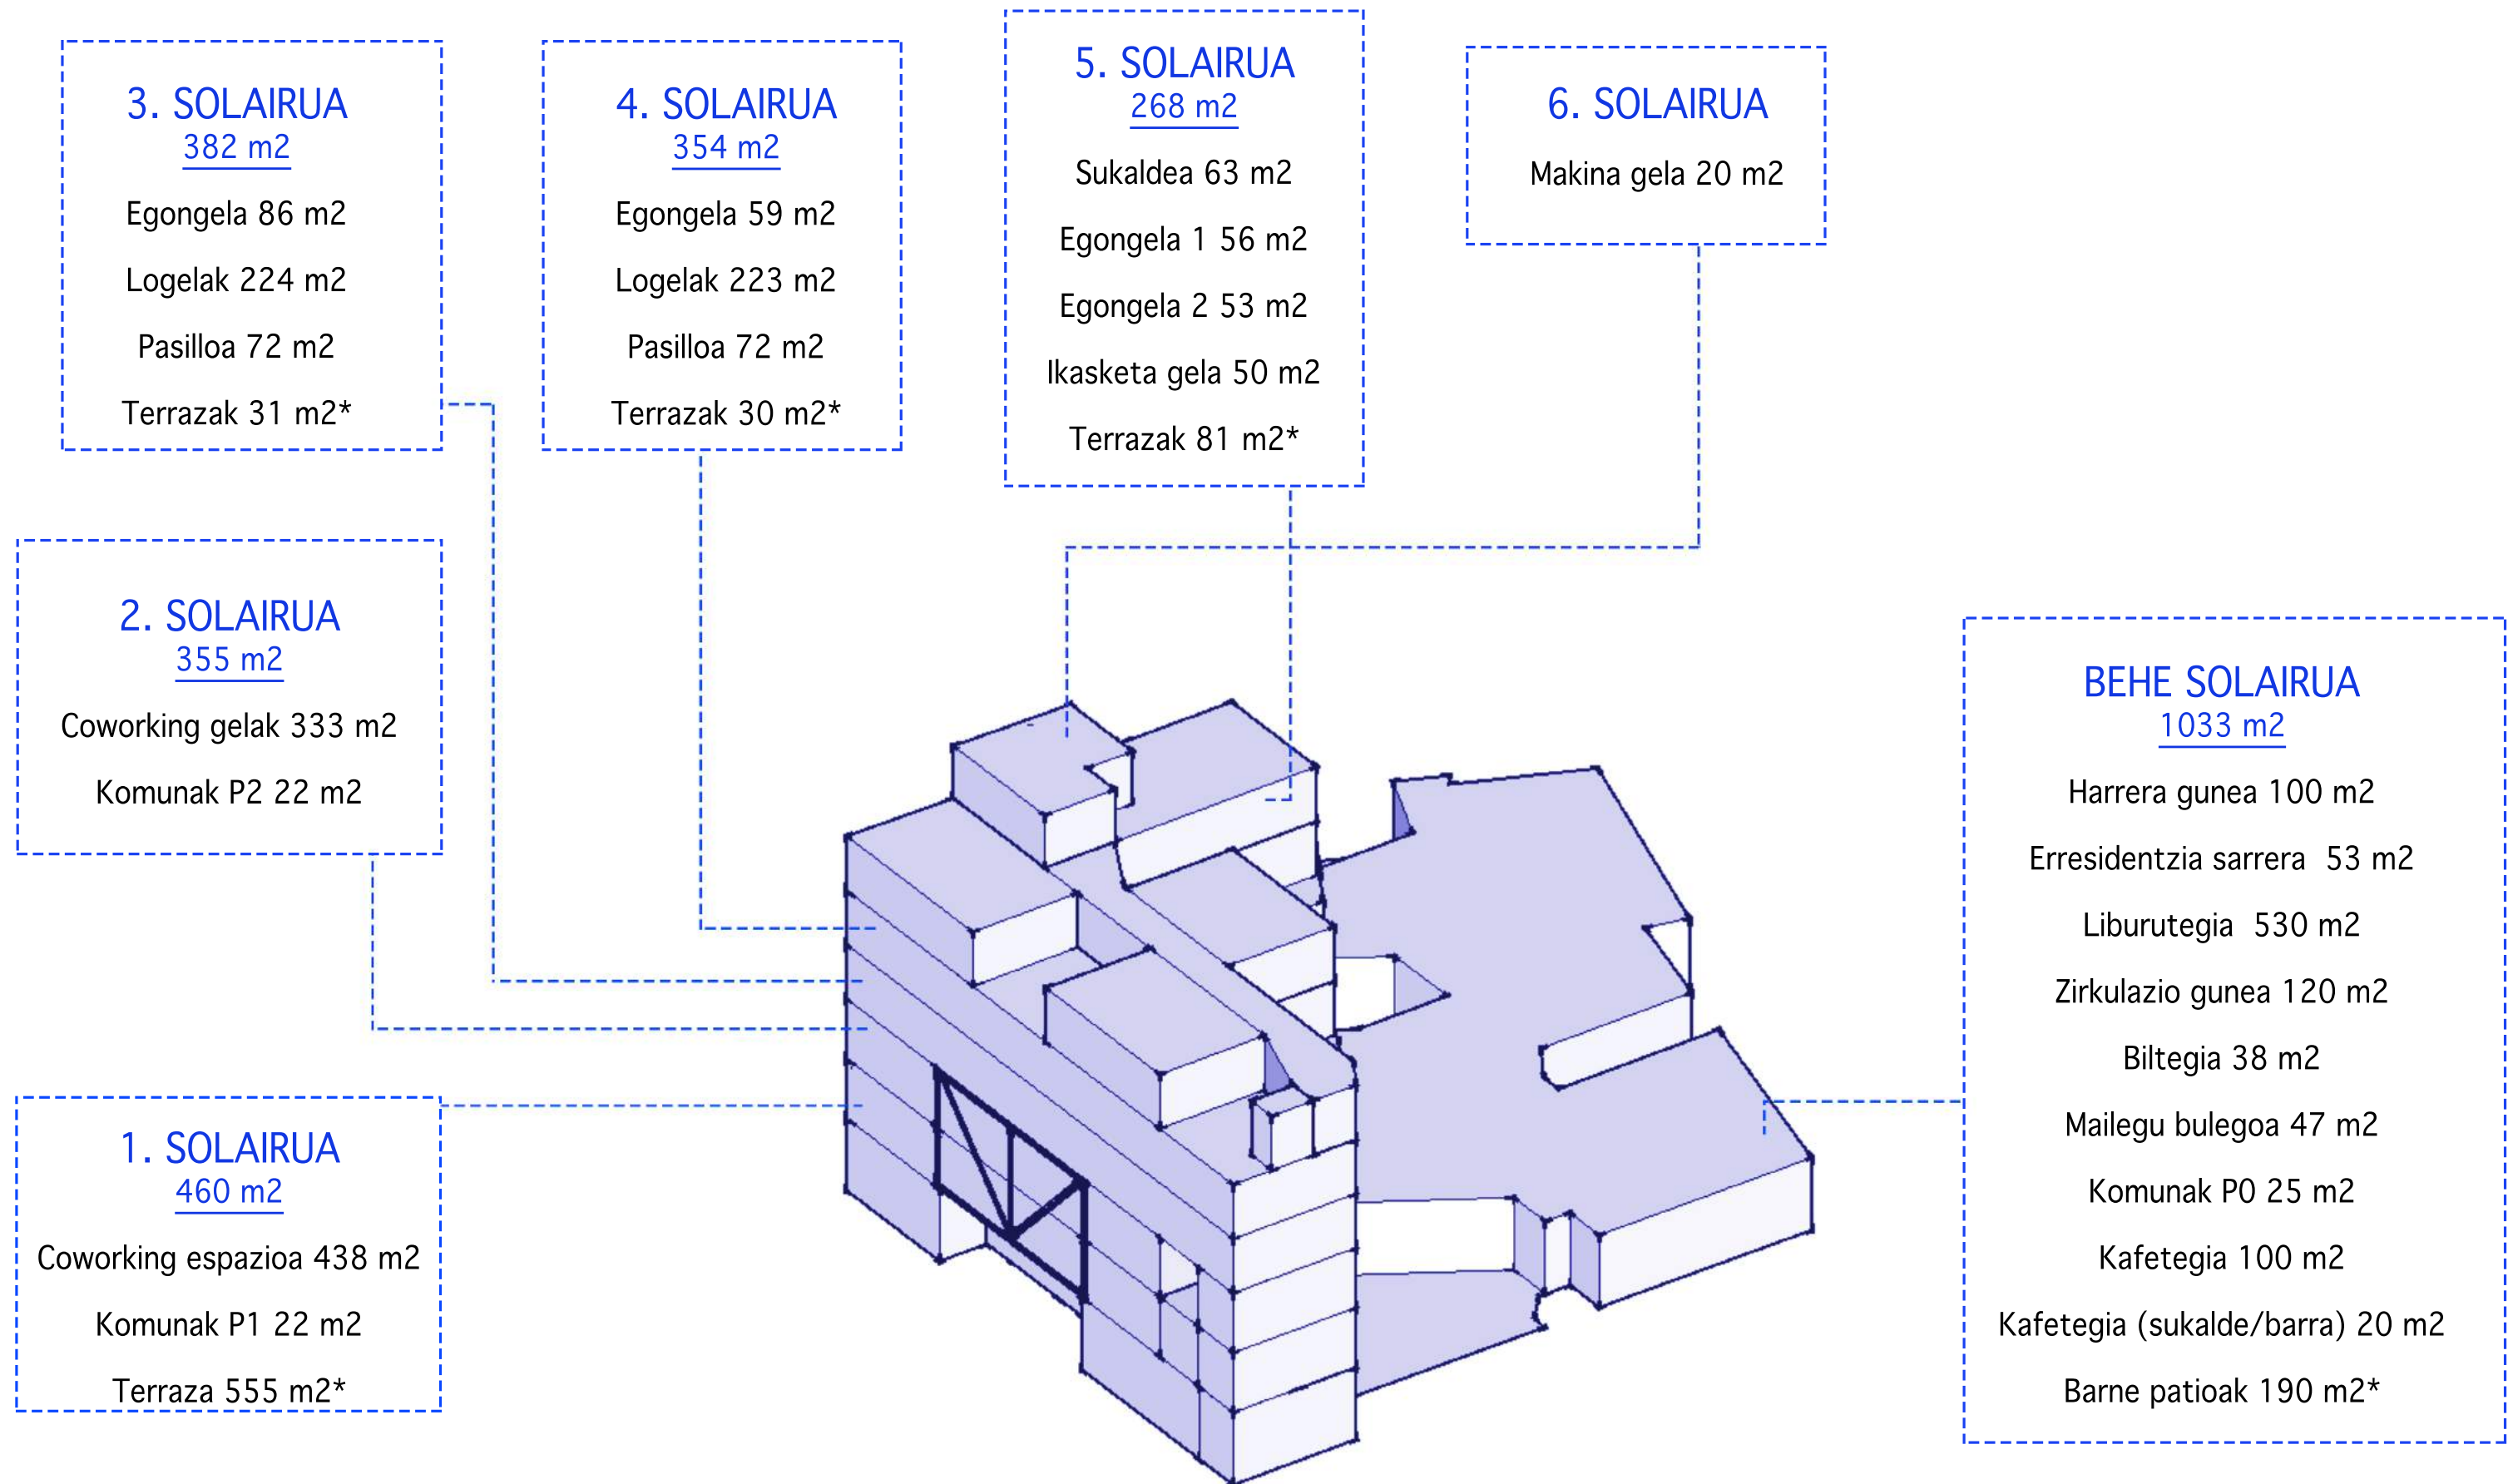 3. SOLAIRUA
382 m2
Egongela 86 m2
Logelak 224 m2
Pasilloa 72 m2
Terrazak 31 m2*
4. SOLAIRUA
354 m2
Egongela 59 m2
Logelak 223 m2
Pasilloa 72 m2
Terrazak 30 m2*
5. SOLAIRUA
268 m2
Sukaldea 63 m2
Egongela 1 56 m2
Egongela 2 53 m2
Ikasketa gela 50 m2
Terrazak 81 m2*
6. SOLAIRUA
Makina gela 20 m2
2. SOLAIRUA
355 m2
Coworking gelak 333 m2
Komunak P2 22 m2
1. SOLAIRUA
460 m2
Coworking espazioa 438 m2
Komunak P1 22 m2
Terraza 555 m2*
BEHE SOLAIRUA
1033 m2
Harrera gunea 100 m2
Erresidentzia sarrera  53 m2
Liburutegia  530 m2
Zirkulazio gunea 120 m2
Biltegia 38 m2
Mailegu bulegoa 47 m2
Komunak P0 25 m2
Kafetegia 100 m2
Kafetegia (sukalde/barra) 20 m2
Barne patioak 190 m2*